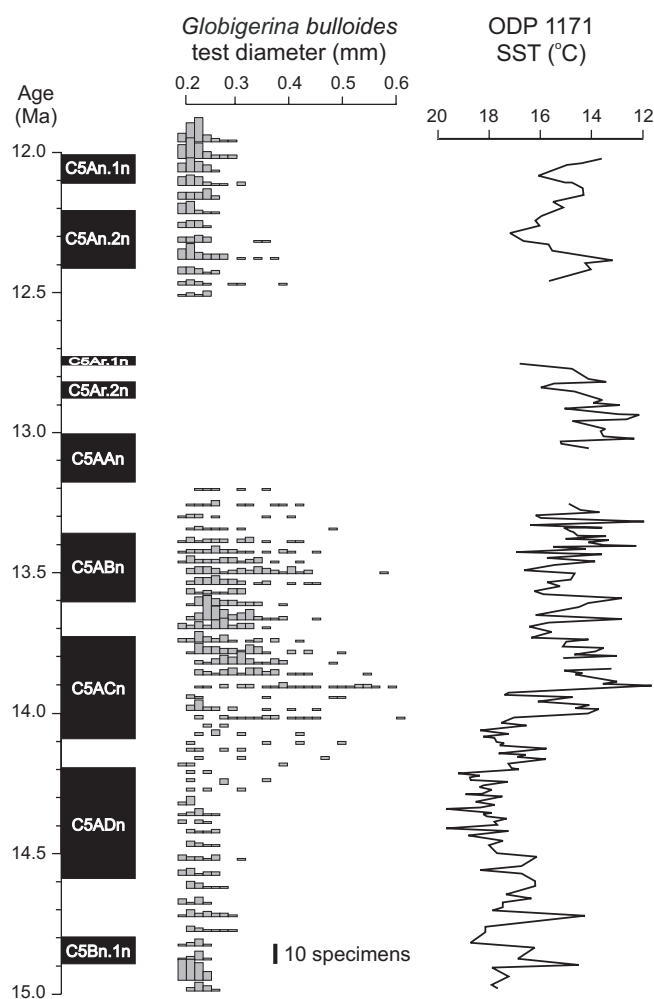 Globigerina bulloides
test diameter (mm)
0.2 0.3 0.4 0.5 0.6
ODP 1171
SST (°C)
20 18 16 14 12
Age
(Ma)
12.0
C5An.1n
C5An.2n
12.5
C5Ar.1n
C5Ar.2n
13.0
C5AAn
C5ABn
13.5
C5ACn
14.0
C5ADn
14.5
C5Bn.1n
15.0
10 specimens